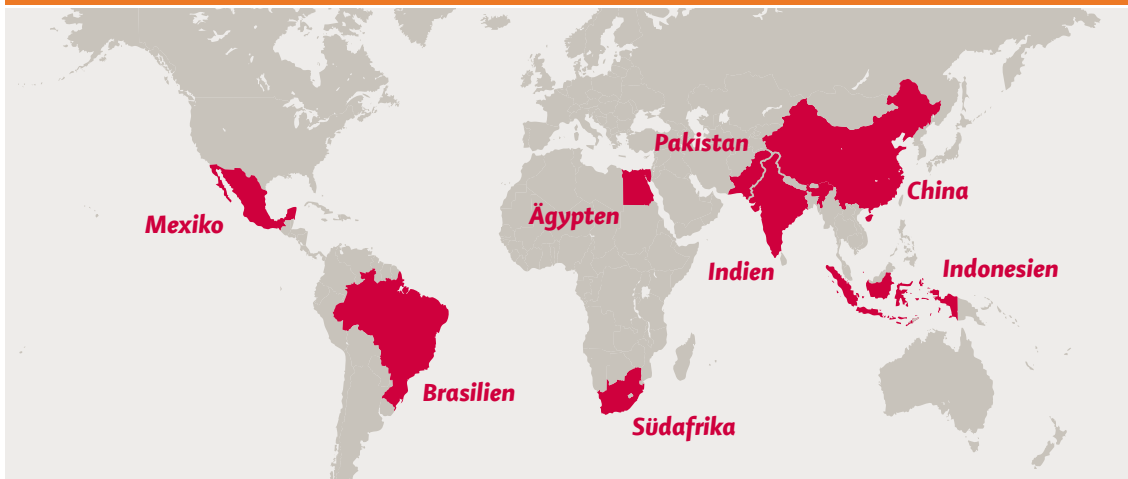 Pakistan
China
Mexiko
Ägypten
Indien
Indonesien
Brasilien
Südafrika